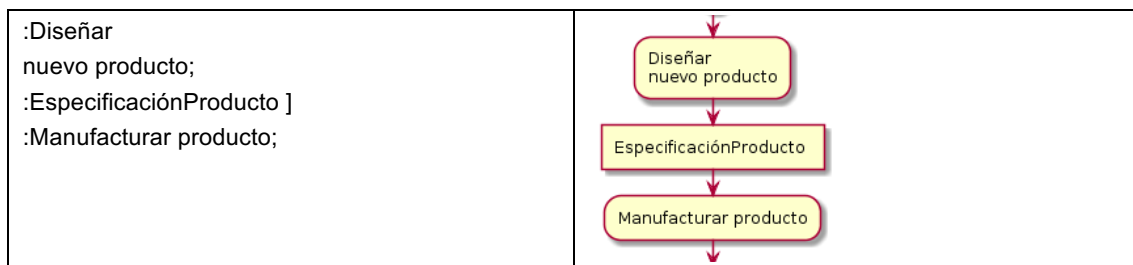 :Diseñar
nuevo producto;
:EspecificaciónProducto ]
:Manufacturar producto;
Diseñar
nuevo producto
EspecificaciónProducto
Manufacturar producto